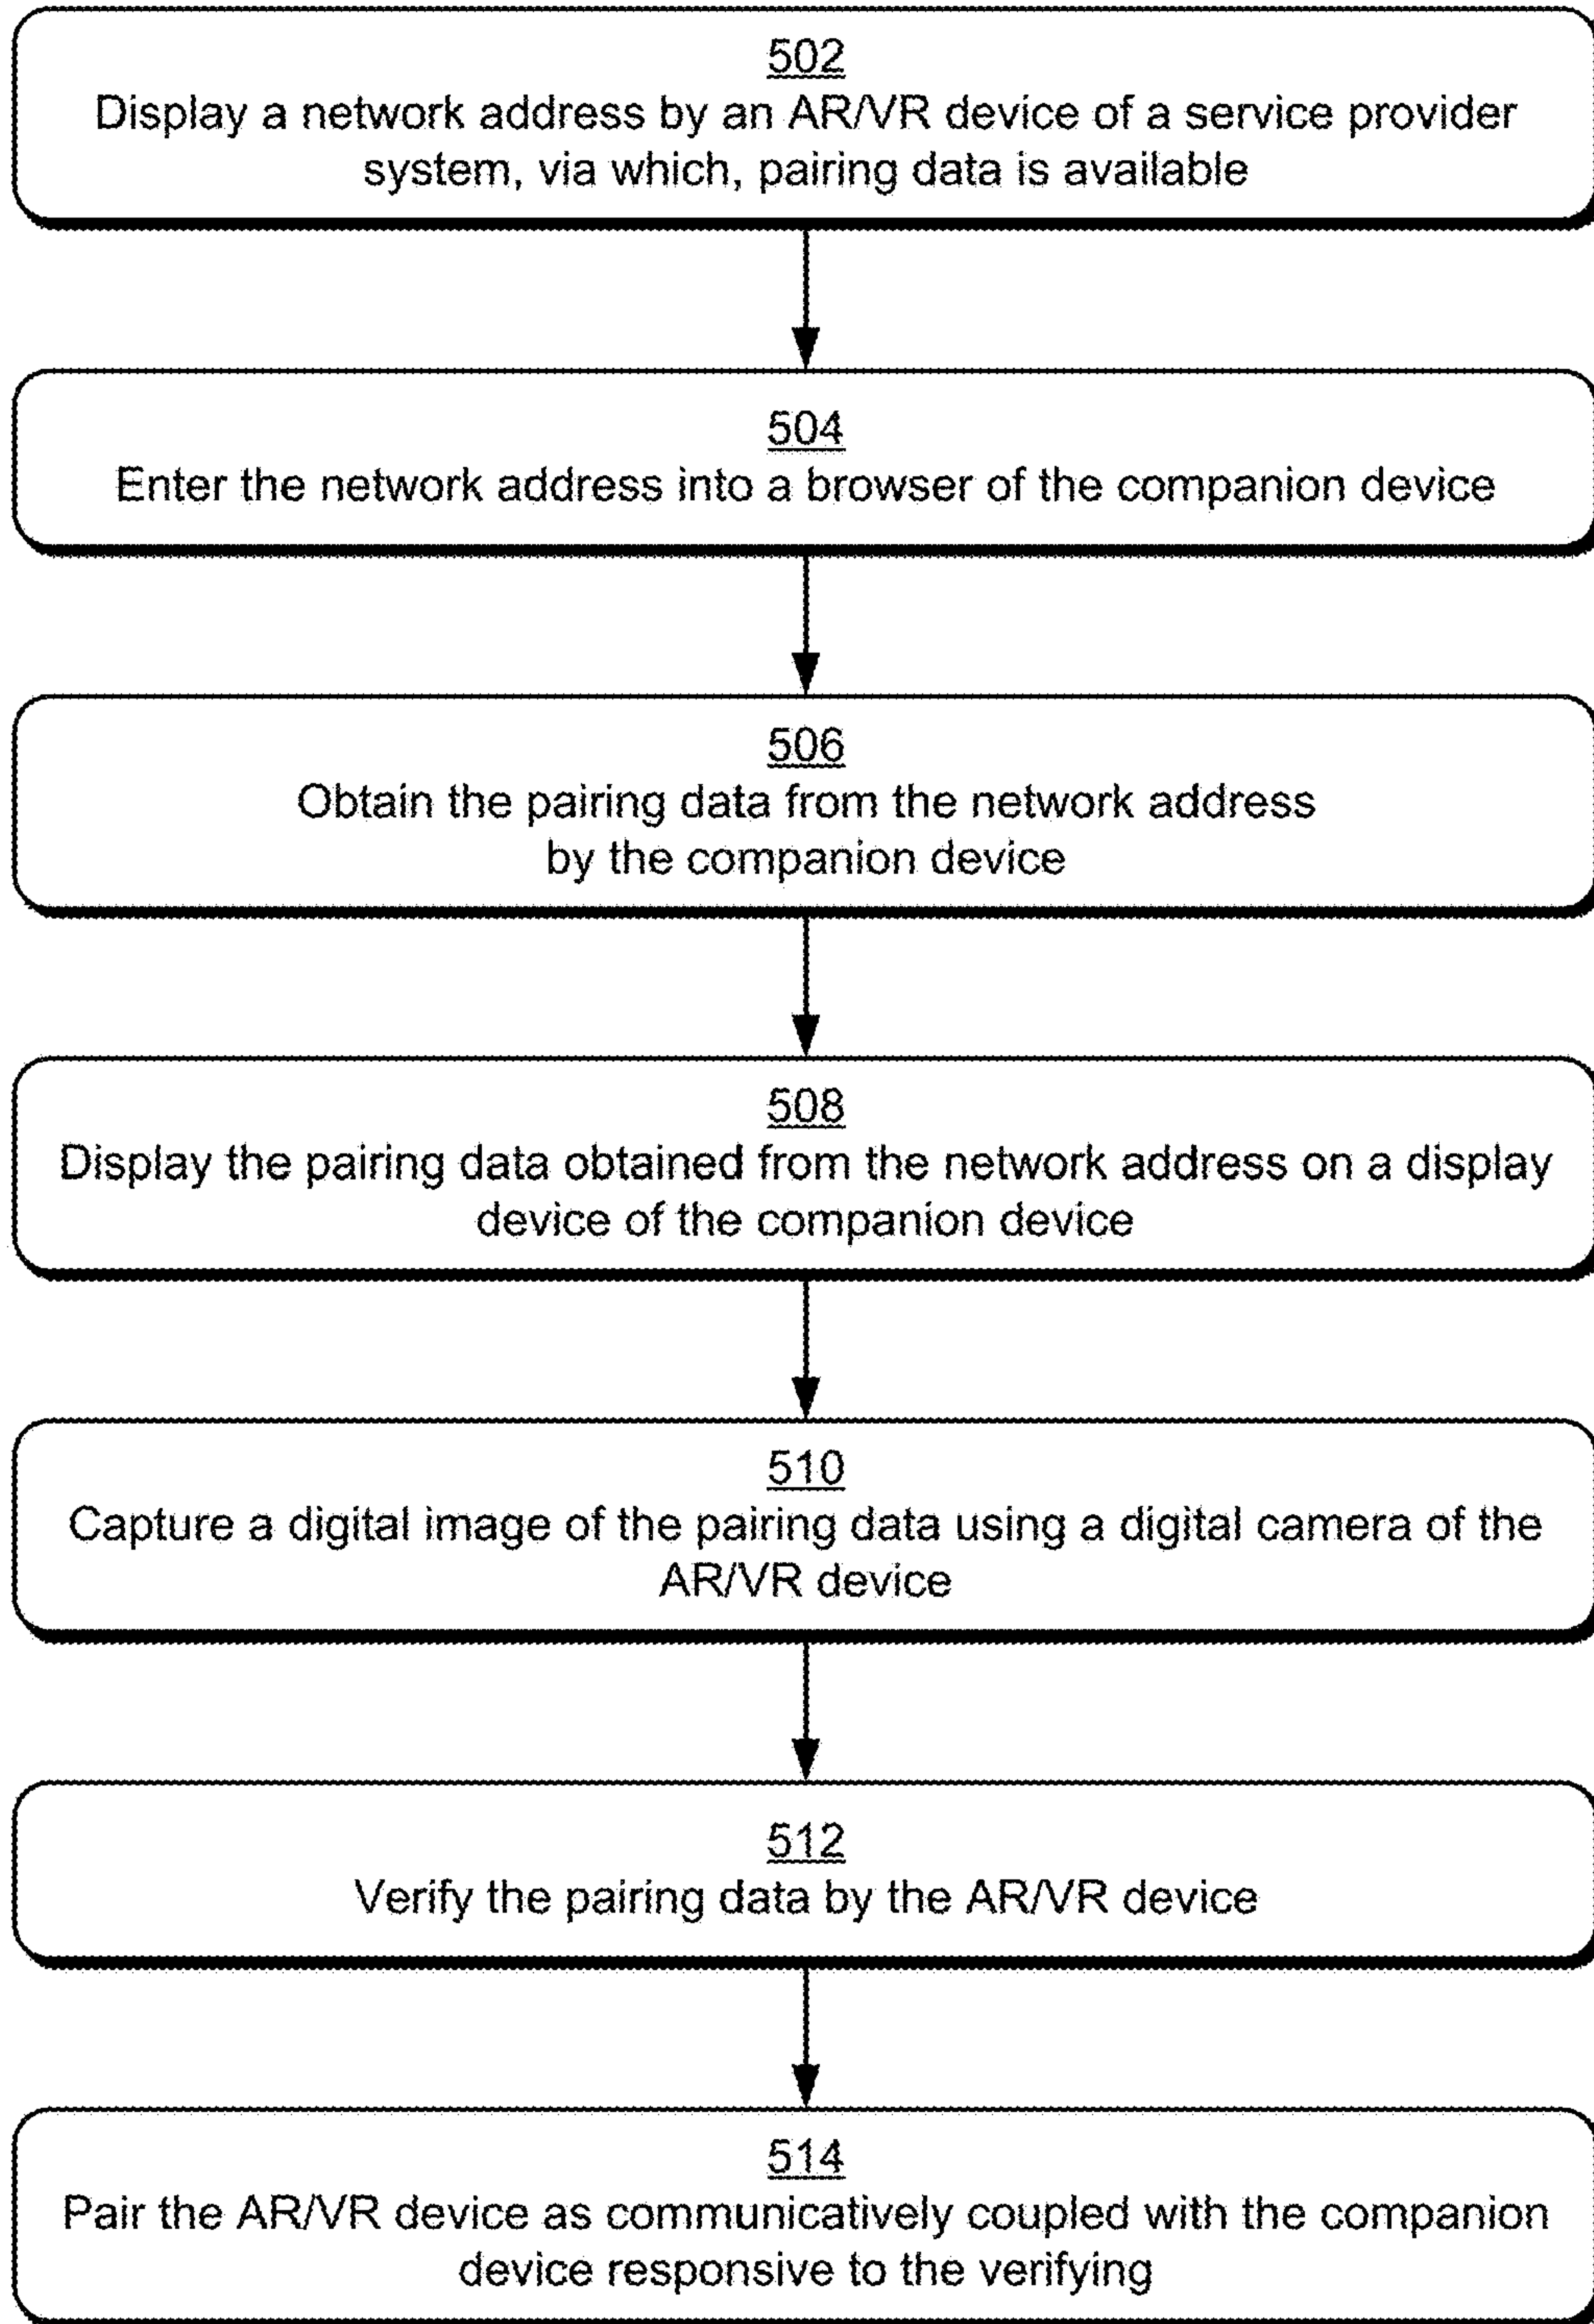 502
Display a network address by an AR/VR device of a service provider
system, via which, pairing data is available
504
Enter the network address into a browser of the companion device
506
Obtain the pairing data from the network address
by the companion device
508
Display the pairing data obtained from the network address on a display
device of the companion device
510
Capture a digital image of the pairing data using a digital camera of the
AR/VR device
512
Verify the pairing data by the AR/VR device
514
Pair the AR/VR device as communicatively coupled with the companion
device responsive to the verifying